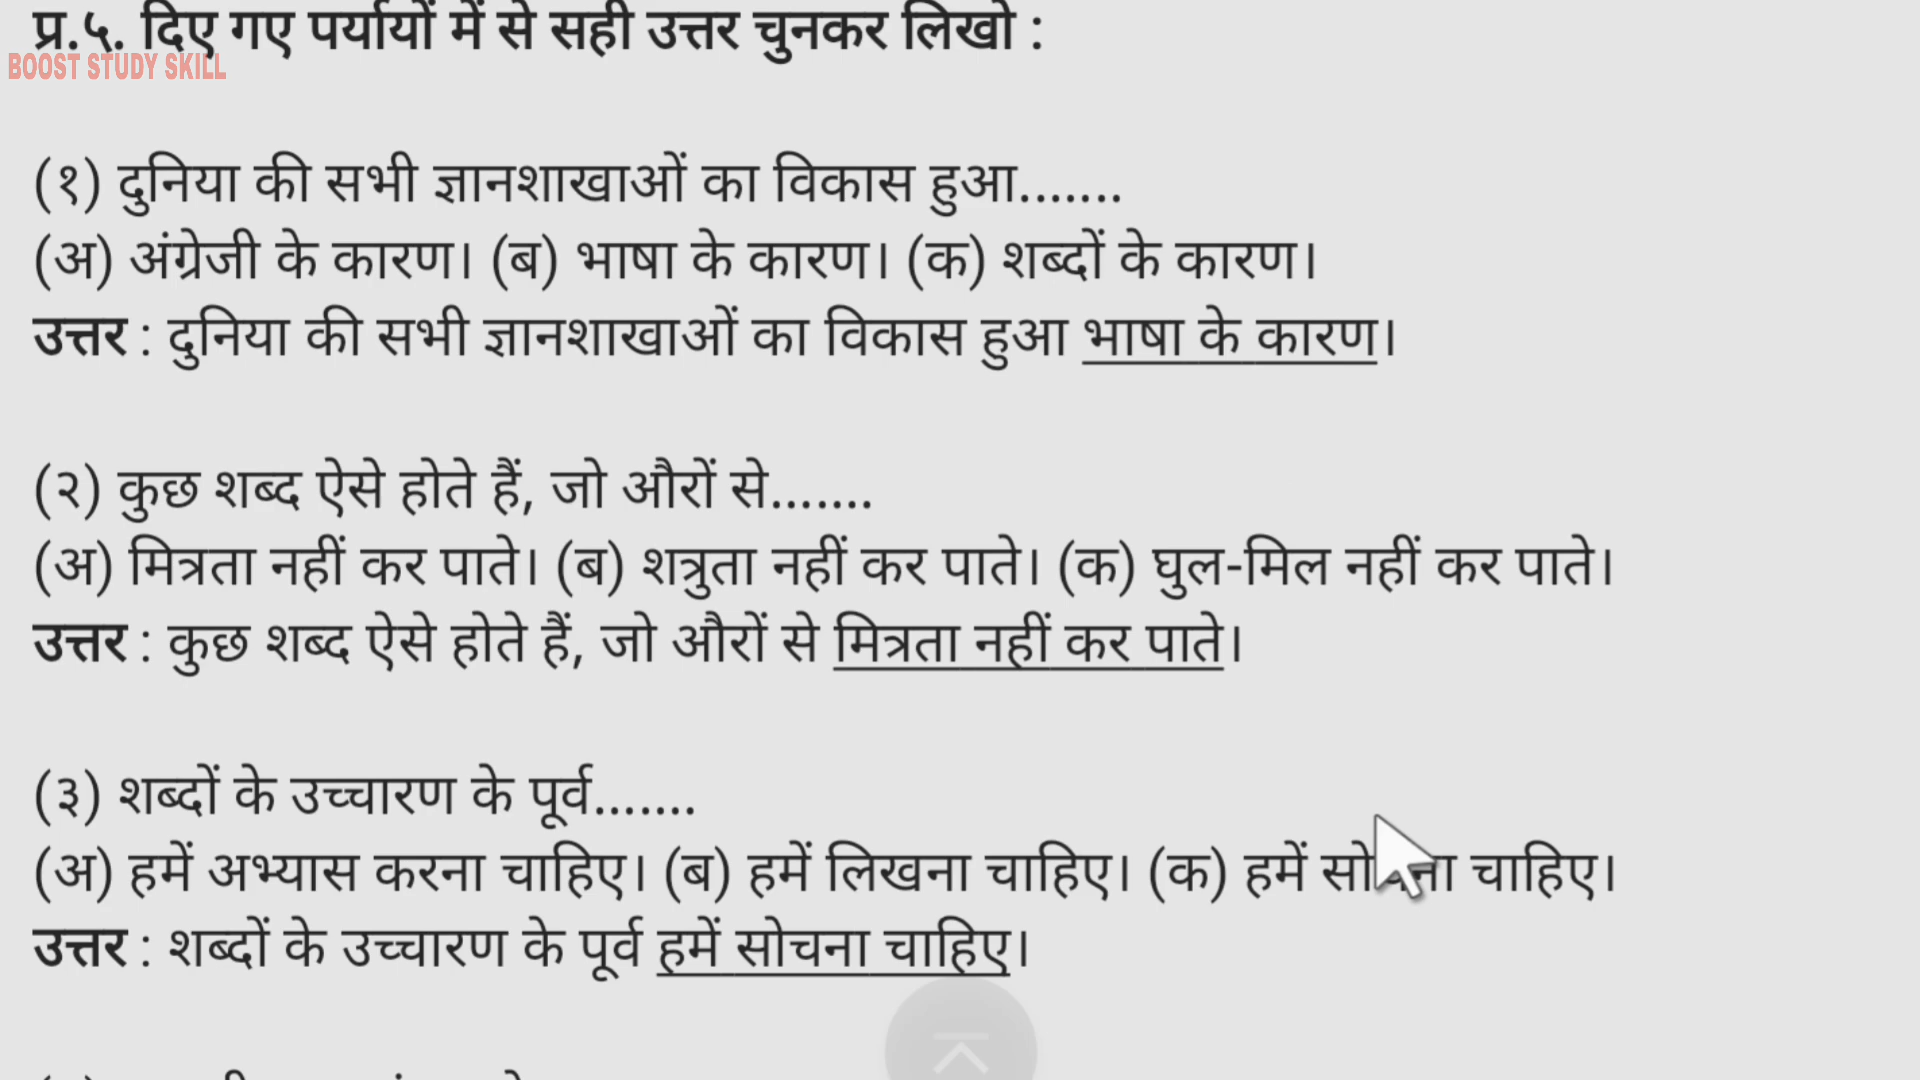 प्र.५. दिए गए पर्यायों में से सही उत्तर चुनकर लिखो :
BOOST STUDY SKILL
(१) दुनिया की सभी ज्ञानशाखाओं का विकास हुआ.......
(अ) अंग्रेजी के कारण। (ब) भाषा के कारण। (क) शब्दों के कारण।
उत्तर : दुनिया की सभी ज्ञानशाखाओं का विकास हुआ भाषा के कारण।
(२) कुछ शब्द ऐसे होते हैं, जो औरों से.......
(अ) मित्रता नहीं कर पाते। (ब) शत्रुता नहीं कर पाते। (क) घुल-मिल नहीं कर पाते।
उत्तर : कुछ शब्द ऐसे होते हैं, जो औरों से मित्रता नहीं कर पाते।
(३) शब्दों के उच्चारण के पूर्व.......
(अ) हमें अभ्यास करना चाहिए। (ब) हमें लिखना चाहिए। (क) हमें सोचना चाहिए।
उत्तर : शब्दों के उच्चारण के पूर्व हमें सोचना चाहिए।